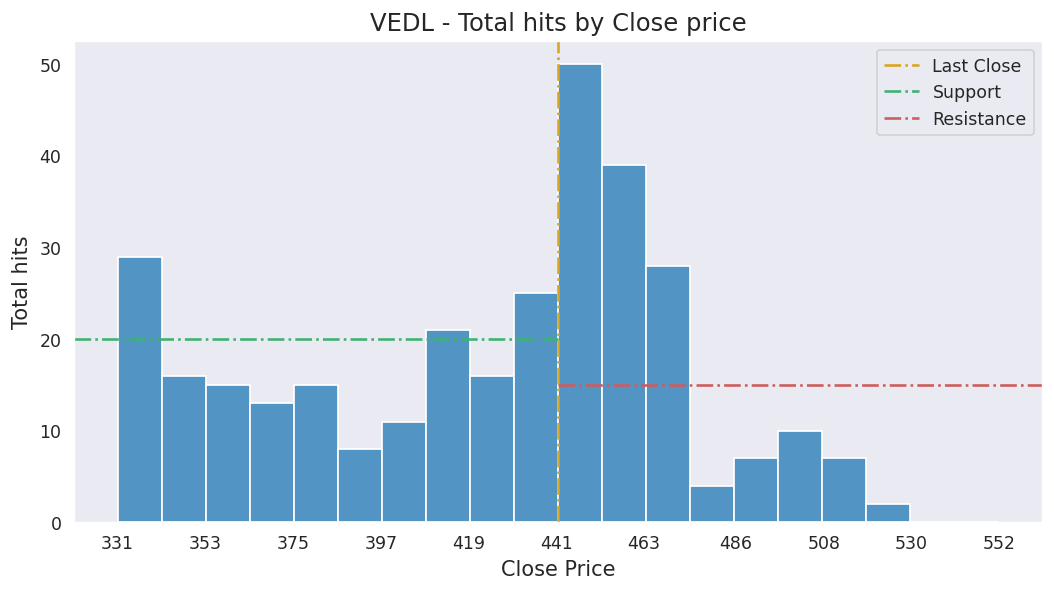 VEDL - Total hits by Close price
Last Close
Support
Resistance
Total hits
50
40
30
20
10
0
331 353 375 397 419 441 463 486 508 530 552
Close Price